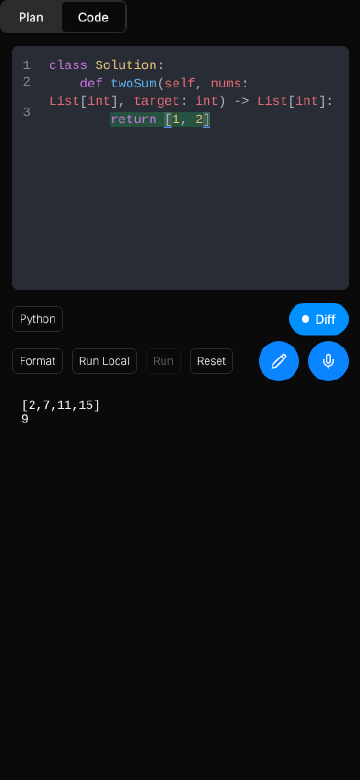 Plan Code
1 class Solution:
2     def twoSum(self, nums:
List[int], target: int) -> List[int]:
3         return [1, 2]
Python Diff
Format Run Local Run Reset
[2,7,11,15]
9